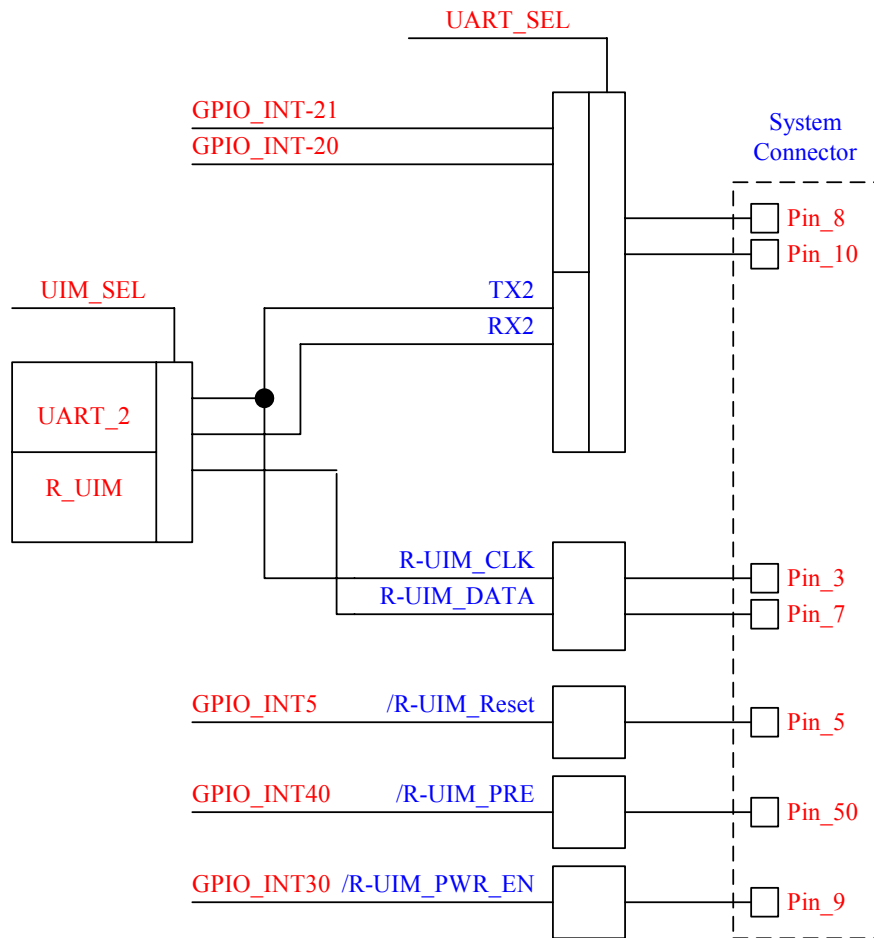 UART_SEL
GPIO_INT-21
GPIO_INT-20
System
Connector
Pin_8
Pin_10
UIM_SEL
TX2
RX2
UART_2
R_UIM
R-UIM_CLK
Pin_3
R-UIM_DATA
Pin_7
GPIO_INT5 /R-UIM_Reset
Pin_5
GPIO_INT40 /R-UIM_PRE
Pin_50
GPIO_INT30 /R-UIM_PWR_EN
Pin_9